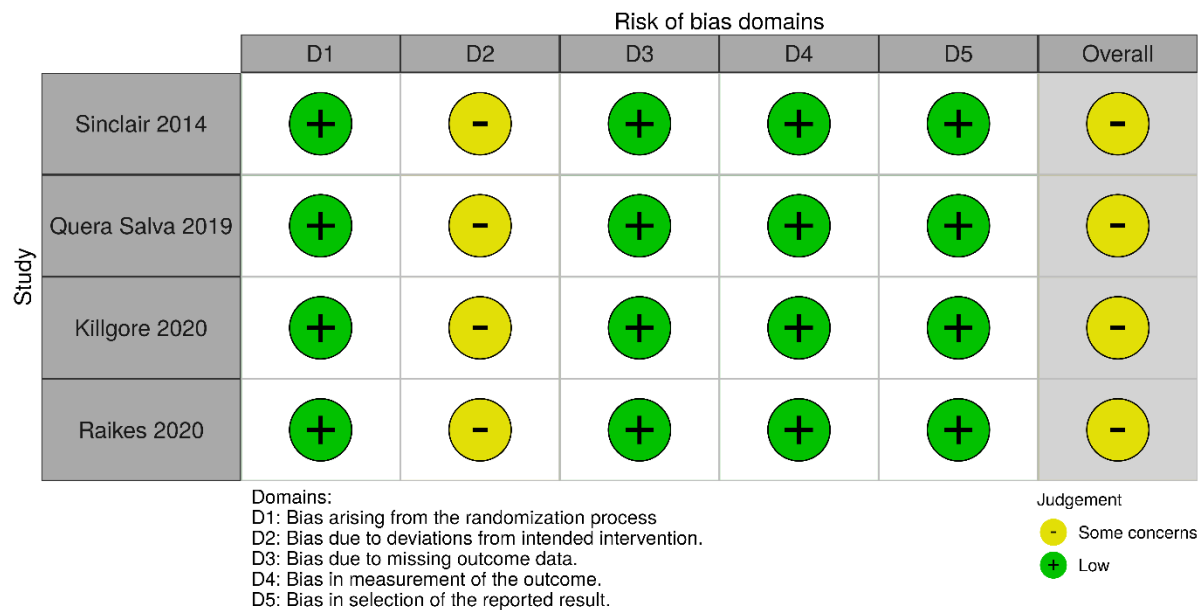 Risk of bias domains
D1 D2 D3 D4 D5 Overall
Study
Sinclair 2014 + - + + + -
Quera Salva 2019 + - + + + -
Killgore 2020 + - + + + -
Raikes 2020 + - + + + -
Domains:
D1: Bias arising from the randomization process
D2: Bias due to deviations from intended intervention.
D3: Bias due to missing outcome data.
D4: Bias in measurement of the outcome.
D5: Bias in selection of the reported result.
Judgement
- Some concerns
+ Low